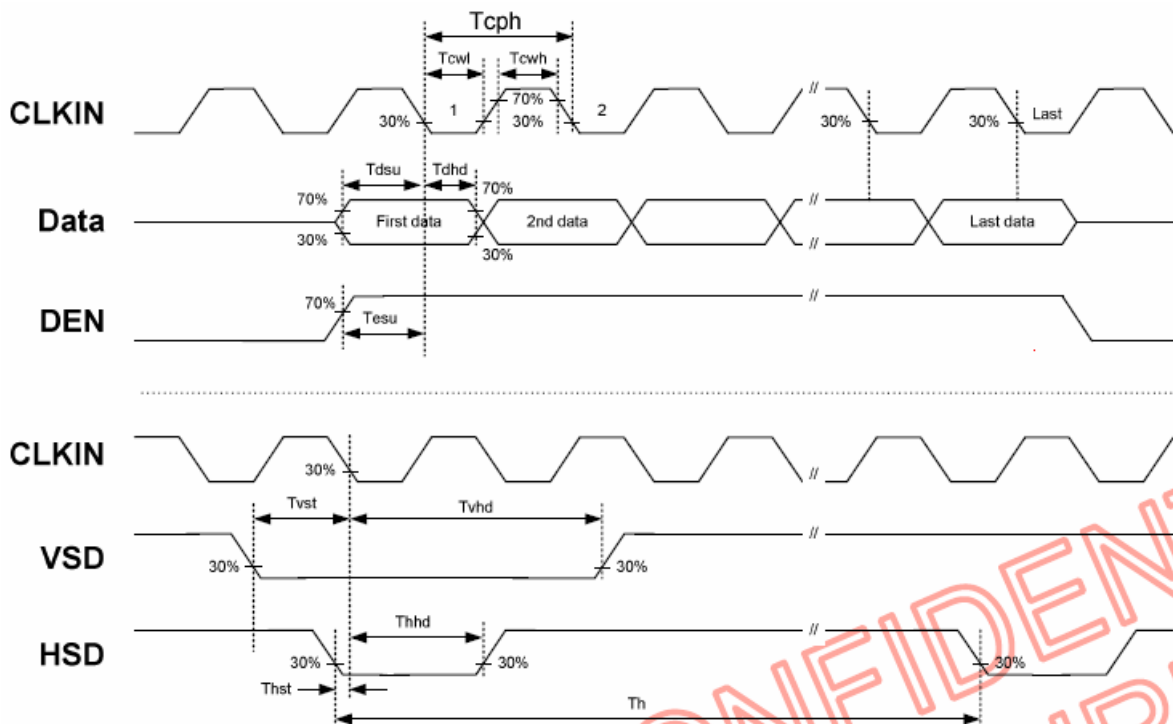 Tcph
Tcwl Tcwh
CLKIN 30% 1 70% 30% 2 // 30% 30% Last
Tdsu Tdhd
Data 70% 30% First data 70% 30% 2nd data // // Last data
DEN 70% Tesu //
CLKIN 30% //
Tvst Tvhd
VSD 30% 30% //
Thhd
HSD 30% 30% // 30%
Thst
Th